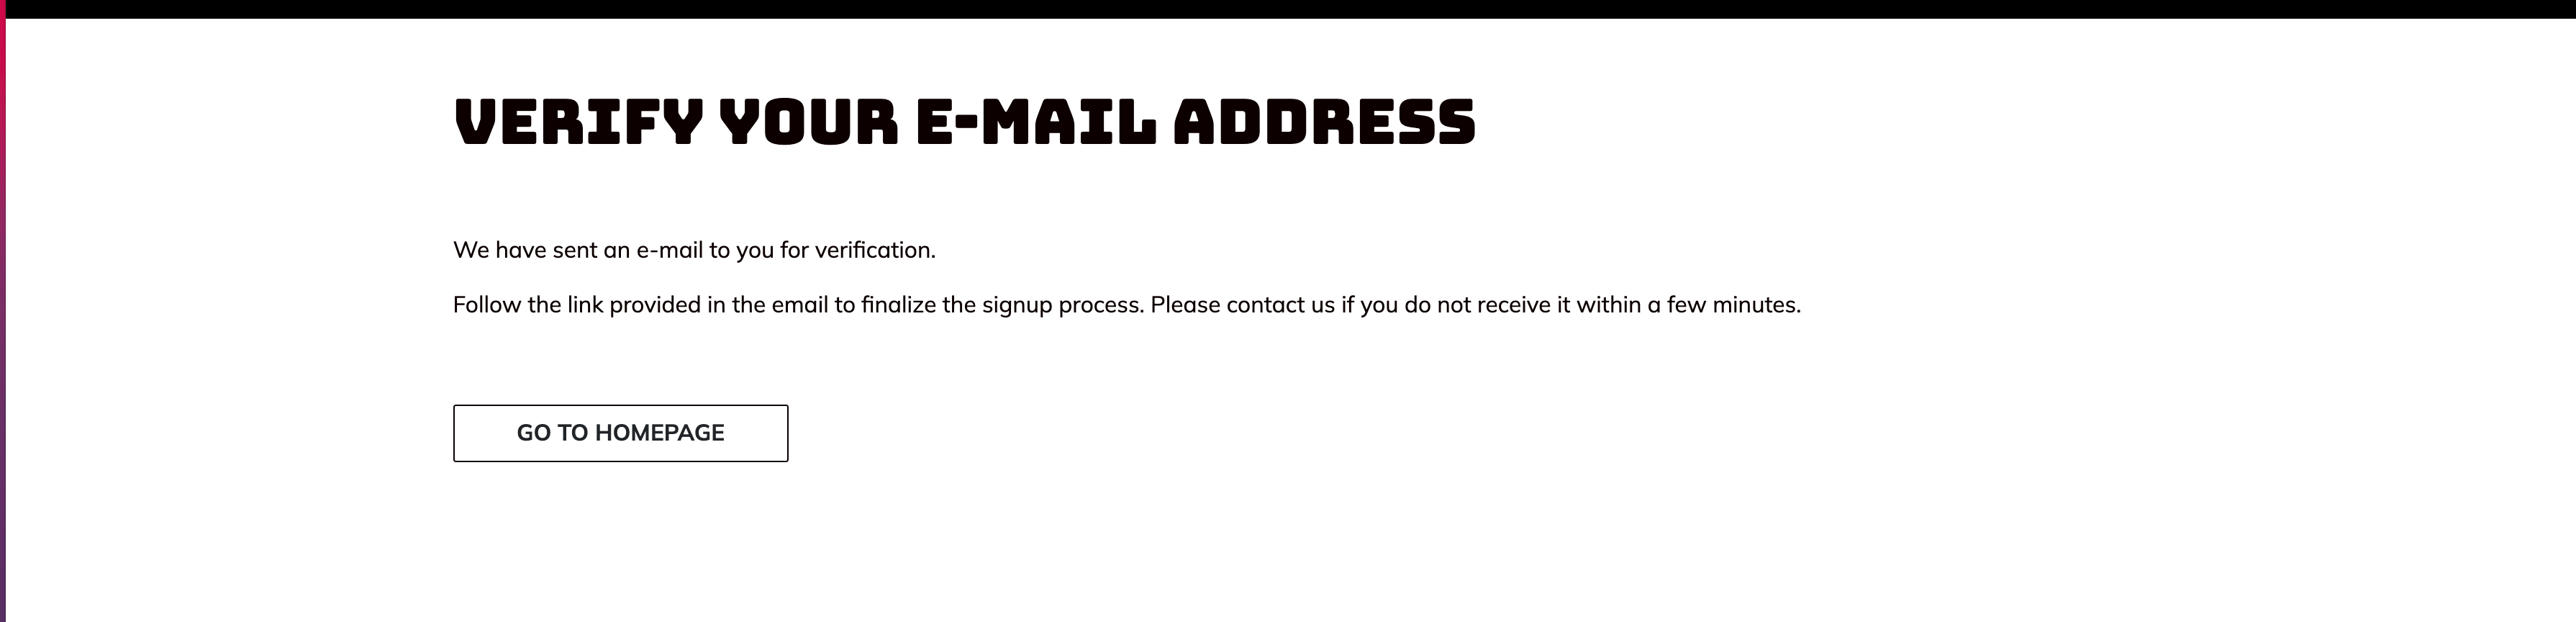 VERIFY YOUR E-MAIL ADDRESS
We have sent an e-mail to you for verification.
Follow the link provided in the email to finalize the signup process. Please contact us if you do not receive it within a few minutes.
GO TO HOMEPAGE